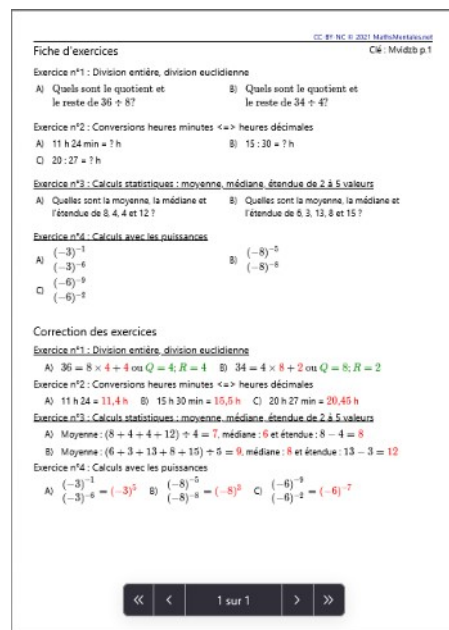 CC-BY-NC © 2021 MathsMentales.net
Fiche d'exercices Clé : Mvidzb p.1
Exercice n°1 : Division entière, division euclidienne
A) Quels sont le quotient et B) Quels sont le quotient et
le reste de 36 ÷ 8? le reste de 34 ÷ 4?
Exercice n°2 : Conversions heures minutes <=> heures décimales
A) 11 h 24 min = ? h B) 15 : 30 = ? h
C) 20 : 27 = ? h
Exercice n°3 : Calculs statistiques : moyenne, médiane, étendue de 2 à 5 valeurs
A) Quelles sont la moyenne, la médiane et B) Quelles sont la moyenne, la médiane et
l'étendue de 8, 4, 4 et 12 ? l'étendue de 6, 3, 13, 8 et 15 ?
Exercice n°4 : Calculs avec les puissances
A) (−3)⁻¹ / (−3)⁻⁶ B) (−8)⁻⁵ / (−8)⁻⁸
C) (−6)⁻⁹ / (−6)⁻²
Correction des exercices
Exercice n°1 : Division entière, division euclidienne
A) 36 = 8 × 4 + 4 ou Q = 4; R = 4 B) 34 = 4 × 8 + 2 ou Q = 8; R = 2
Exercice n°2 : Conversions heures minutes <=> heures décimales
A) 11 h 24 = 11,4 h B) 15 h 30 min = 15,5 h C) 20 h 27 min = 20,45 h
Exercice n°3 : Calculs statistiques : moyenne, médiane, étendue de 2 à 5 valeurs
A) Moyenne : (8 + 4 + 4 + 12) ÷ 4 = 7, médiane : 6 et étendue : 8 − 4 = 8
B) Moyenne : (6 + 3 + 13 + 8 + 15) ÷ 5 = 9, médiane : 8 et étendue : 13 − 3 = 12
Exercice n°4 : Calculs avec les puissances
A) (−3)⁻¹ / (−3)⁻⁶ = (−3)⁵ B) (−8)⁻⁵ / (−8)⁻⁸ = (−8)³ C) (−6)⁻⁹ / (−6)⁻² = (−6)⁻⁷
« < 1 sur 1 > »